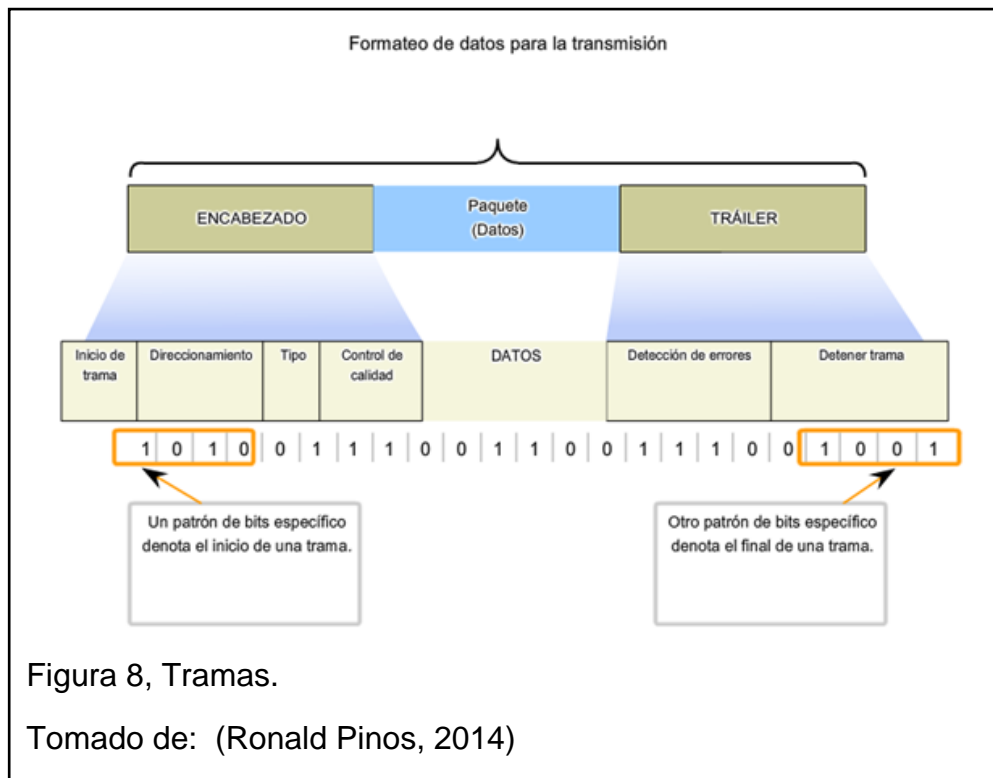 Formateo de datos para la transmisión
ENCABEZADO
Paquete
(Datos)
TRÁILER
Inicio de
trama
Direccionamiento
Tipo
Control de
calidad
DATOS
Detección de errores
Detener trama
1 0 1 0 0 1 1 1 0 0 1 1 0 0 1 1 1 0 0 1 0 0 1
Un patrón de bits específico
denota el inicio de una trama.
Otro patrón de bits específico
denota el final de una trama.
Figura 8, Tramas.
Tomado de: (Ronald Pinos, 2014)